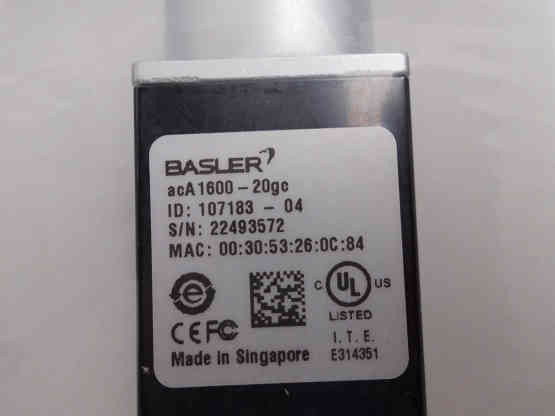 BASLER
acA1600-20gc
ID: 107183 - 04
S/N: 22493572
MAC: 00:30:53:26:0C:84
e
C UL US
LISTED
CE FC
I.T.E.
Made in Singapore E314351